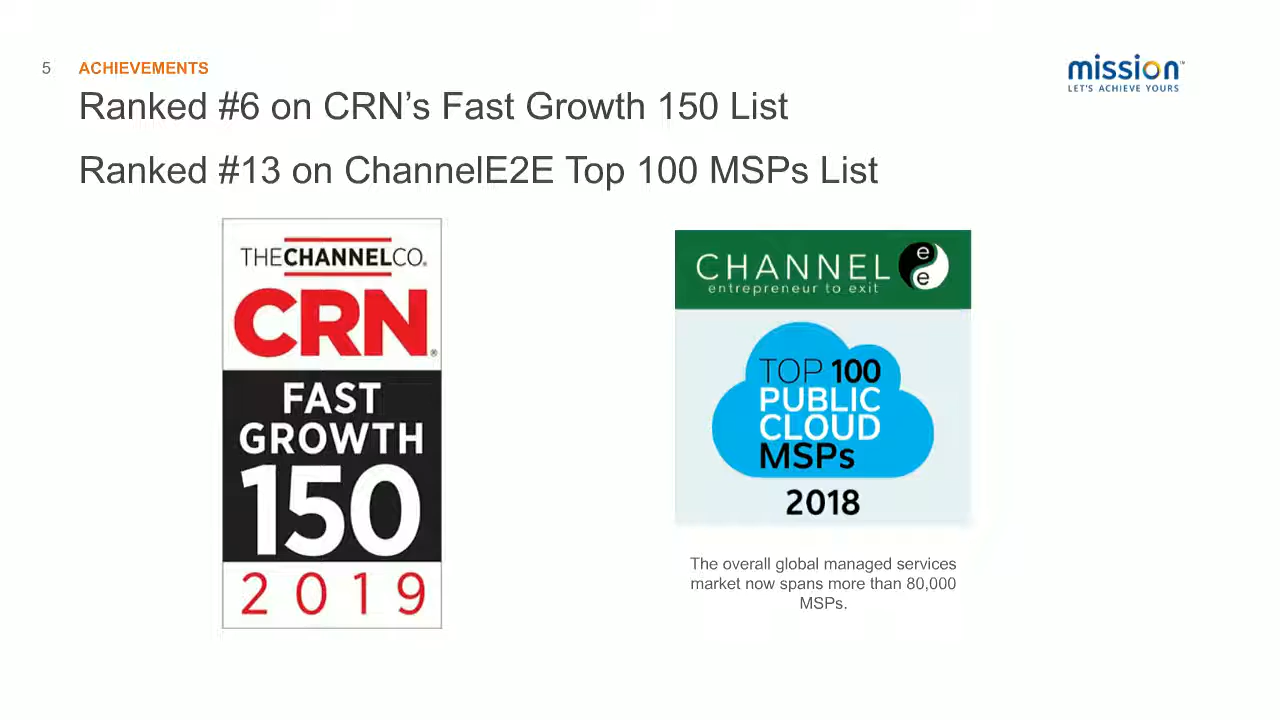 5
ACHIEVEMENTS
mission™
LET'S ACHIEVE YOURS
Ranked #6 on CRN’s Fast Growth 150 List
Ranked #13 on ChannelE2E Top 100 MSPs List
THECHANNELCO.
CRN®
FAST
GROWTH
150
2019
CHANNEL e
entrepreneur to exit e
TOP 100
PUBLIC
CLOUD
MSPs
2018
The overall global managed services
market now spans more than 80,000
MSPs.